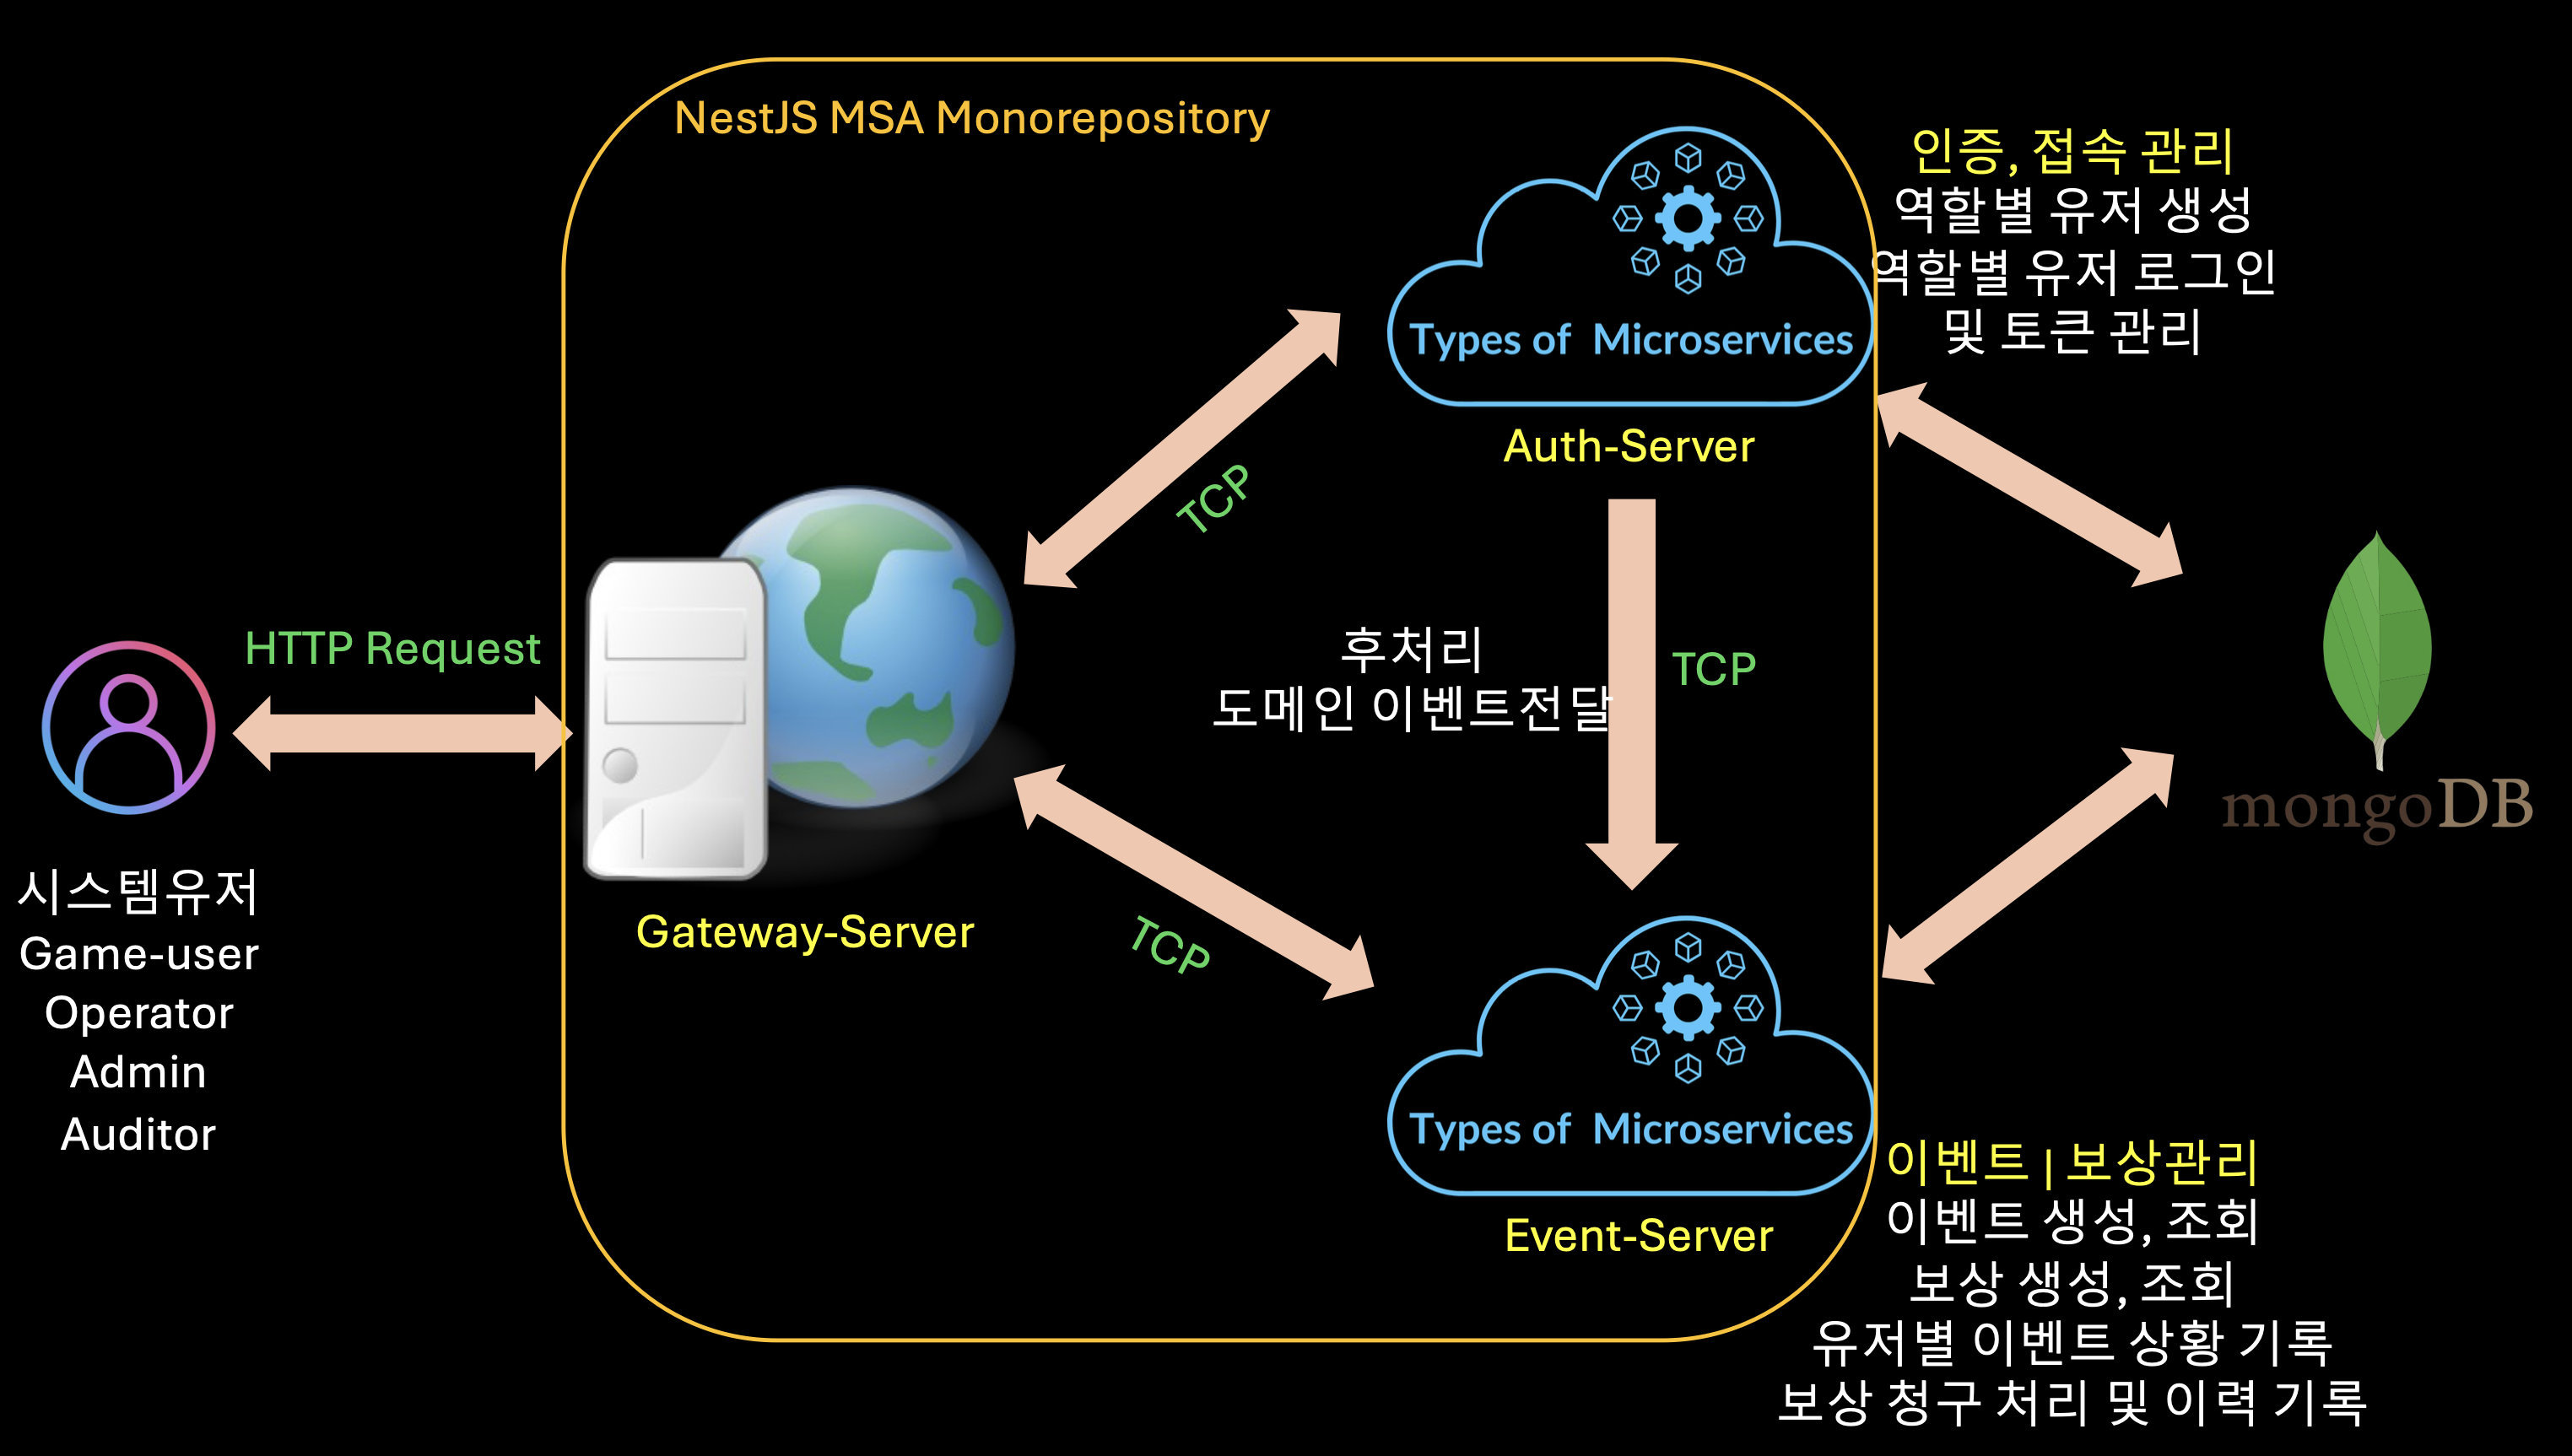 NestJS MSA Monorepository
인증, 접속 관리
역할별 유저 생성
역할별 유저 로그인
및 토큰 관리
Types of Microservices
Auth-Server
TCP
HTTP Request
후처리
도메인 이벤트전달
TCP
mongoDB
시스템유저
Game-user
Operator
Admin
Auditor
Gateway-Server
TCP
Types of Microservices
Event-Server
이벤트 | 보상관리
이벤트 생성, 조회
보상 생성, 조회
유저별 이벤트 상황 기록
보상 청구 처리 및 이력 기록